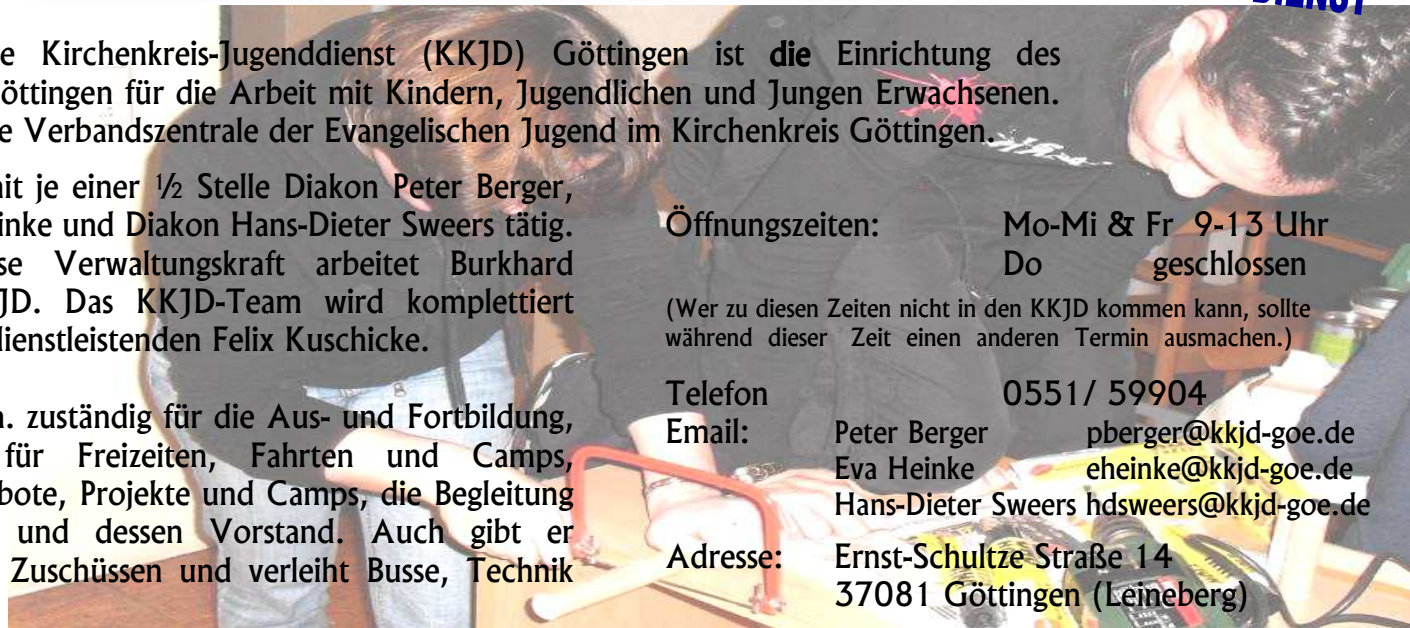 DIENST
e Kirchenkreis-Jugenddienst (KKJD) Göttingen ist die Einrichtung des
öttingen für die Arbeit mit Kindern, Jugendlichen und Jungen Erwachsenen.
e Verbandszentrale der Evangelischen Jugend im Kirchenkreis Göttingen.
it je einer ½ Stelle Diakon Peter Berger,
inke und Diakon Hans-Dieter Sweers tätig.
se Verwaltungskraft arbeitet Burkhard
JD. Das KKJD-Team wird komplettiert
dienstleistenden Felix Kuschicke.
. zuständig für die Aus- und Fortbildung,
für Freizeiten, Fahrten und Camps,
bote, Projekte und Camps, die Begleitung
und dessen Vorstand. Auch gibt er
Zuschüssen und verleiht Busse, Technik
Öffnungszeiten: Mo-Mi & Fr 9-13 Uhr
Do geschlossen
(Wer zu diesen Zeiten nicht in den KKJD kommen kann, sollte
während dieser Zeit einen anderen Termin ausmachen.)
Telefon 0551/ 59904
Email: Peter Berger pberger@kkjd-goe.de
Eva Heinke eheinke@kkjd-goe.de
Hans-Dieter Sweers hdsweers@kkjd-goe.de
Adresse: Ernst-Schultze Straße 14
37081 Göttingen (Leineberg)